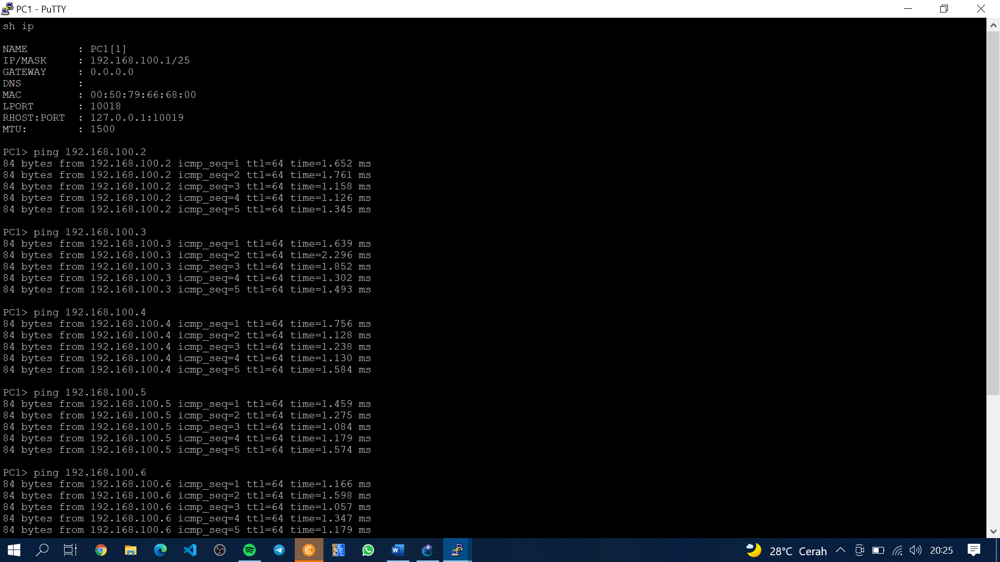 PC1 - PuTTY
sh ip
NAME : PC1[1]
IP/MASK : 192.168.100.1/25
GATEWAY : 0.0.0.0
DNS :
MAC : 00:50:79:66:68:00
LPORT : 10018
RHOST:PORT : 127.0.0.1:10019
MTU: : 1500
PC1> ping 192.168.100.2
84 bytes from 192.168.100.2 icmp_seq=1 ttl=64 time=1.652 ms
84 bytes from 192.168.100.2 icmp_seq=2 ttl=64 time=1.761 ms
84 bytes from 192.168.100.2 icmp_seq=3 ttl=64 time=1.158 ms
84 bytes from 192.168.100.2 icmp_seq=4 ttl=64 time=1.126 ms
84 bytes from 192.168.100.2 icmp_seq=5 ttl=64 time=1.345 ms
PC1> ping 192.168.100.3
84 bytes from 192.168.100.3 icmp_seq=1 ttl=64 time=1.639 ms
84 bytes from 192.168.100.3 icmp_seq=2 ttl=64 time=2.296 ms
84 bytes from 192.168.100.3 icmp_seq=3 ttl=64 time=1.852 ms
84 bytes from 192.168.100.3 icmp_seq=4 ttl=64 time=1.302 ms
84 bytes from 192.168.100.3 icmp_seq=5 ttl=64 time=1.493 ms
PC1> ping 192.168.100.4
84 bytes from 192.168.100.4 icmp_seq=1 ttl=64 time=1.756 ms
84 bytes from 192.168.100.4 icmp_seq=2 ttl=64 time=1.128 ms
84 bytes from 192.168.100.4 icmp_seq=3 ttl=64 time=1.238 ms
84 bytes from 192.168.100.4 icmp_seq=4 ttl=64 time=1.130 ms
84 bytes from 192.168.100.4 icmp_seq=5 ttl=64 time=1.584 ms
PC1> ping 192.168.100.5
84 bytes from 192.168.100.5 icmp_seq=1 ttl=64 time=1.459 ms
84 bytes from 192.168.100.5 icmp_seq=2 ttl=64 time=1.275 ms
84 bytes from 192.168.100.5 icmp_seq=3 ttl=64 time=1.084 ms
84 bytes from 192.168.100.5 icmp_seq=4 ttl=64 time=1.179 ms
84 bytes from 192.168.100.5 icmp_seq=5 ttl=64 time=1.574 ms
PC1> ping 192.168.100.6
84 bytes from 192.168.100.6 icmp_seq=1 ttl=64 time=1.166 ms
84 bytes from 192.168.100.6 icmp_seq=2 ttl=64 time=1.598 ms
84 bytes from 192.168.100.6 icmp_seq=3 ttl=64 time=1.057 ms
84 bytes from 192.168.100.6 icmp_seq=4 ttl=64 time=1.347 ms
84 bytes from 192.168.100.6 icmp_seq=5 ttl=64 time=1.179 ms
28°C Cerah 20:25